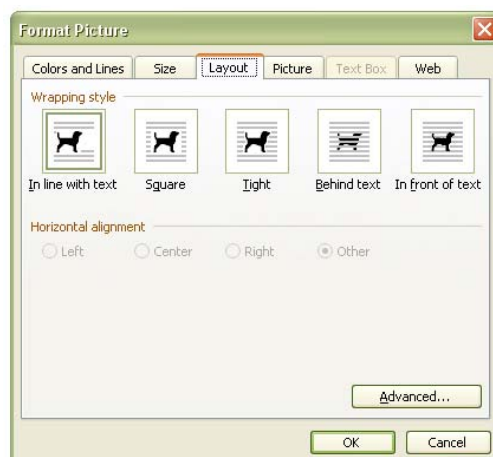 Format Picture
Colors and Lines Size Layout Picture Text Box Web
Wrapping style
In line with text Square Tight Behind text In front of text
Horizontal alignment
Left Center Right Other
Advanced...
OK Cancel